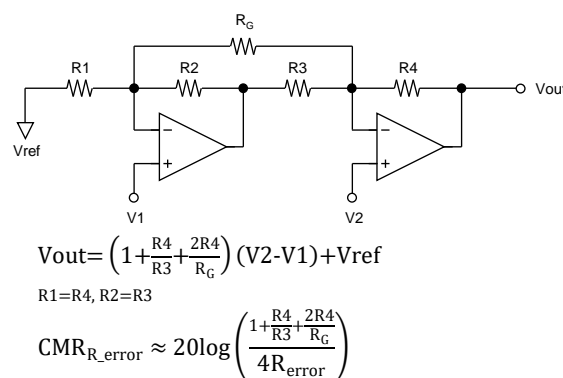 R_G
R1 R2 R3 R4
Vout
Vref
− + − +
V1 V2
Vout= (1+R4/R3+2R4/R_G) (V2-V1)+Vref
R1=R4, R2=R3
CMR_R_error ≈ 20log((1+R4/R3+2R4/R_G)/(4R_error))